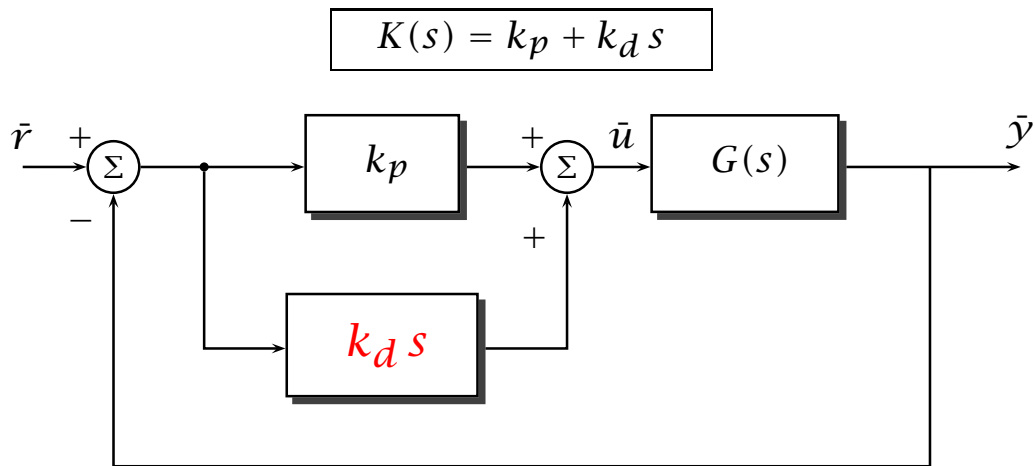 K(s) = k_p + k_d s
r̄ + Σ k_p + Σ ū G(s) ȳ
− +
k_d s